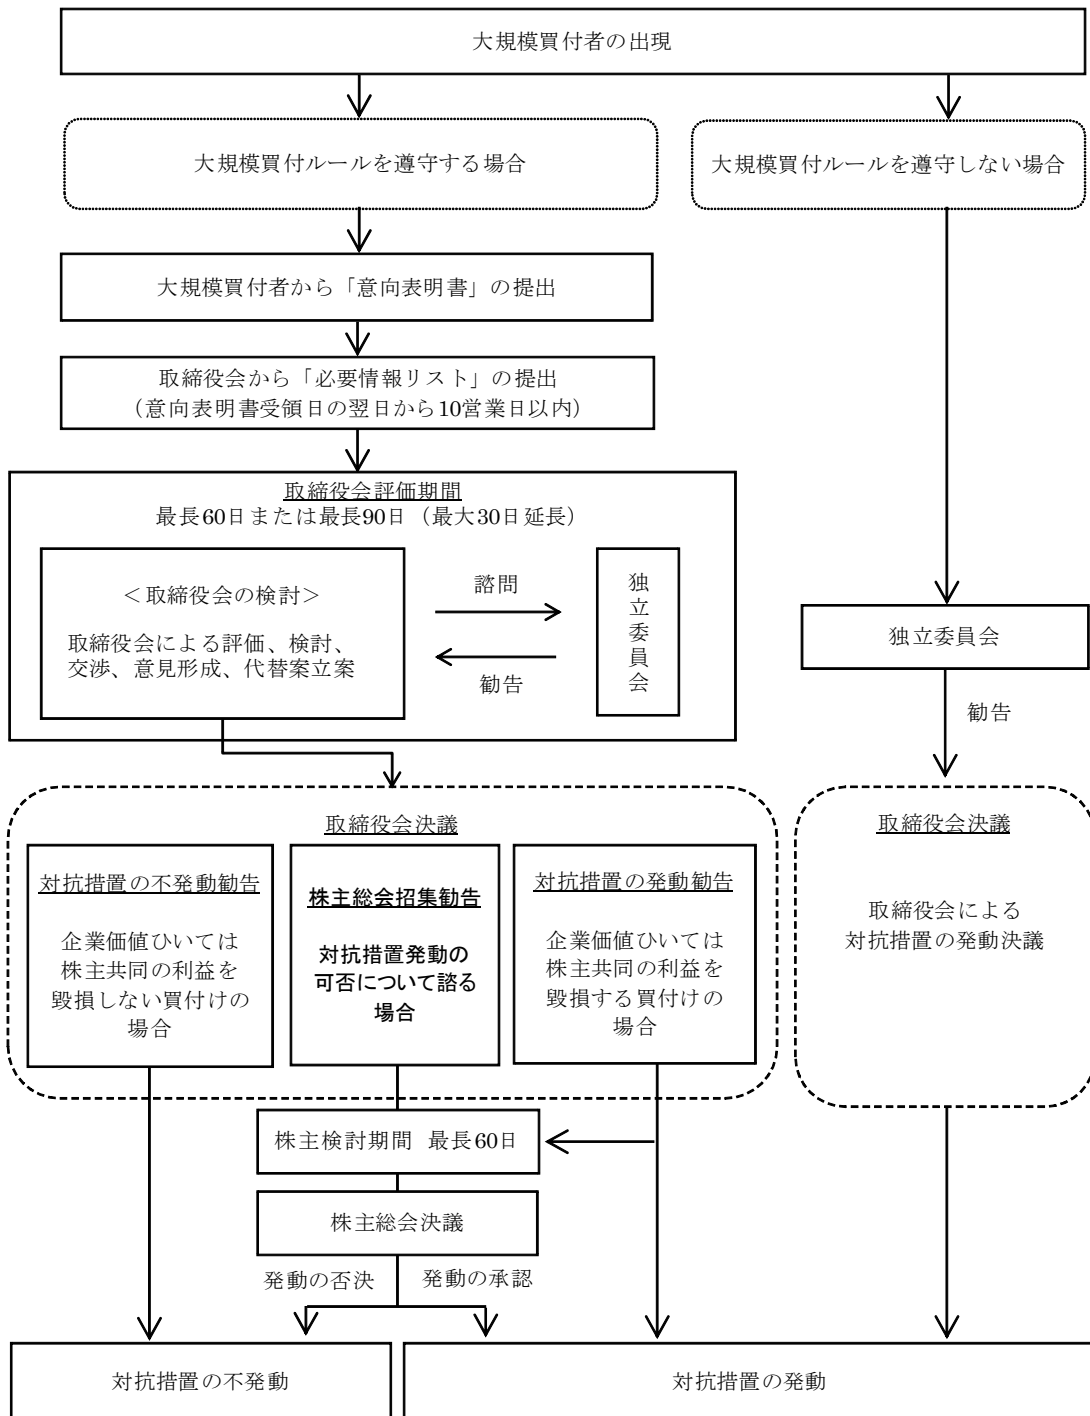 大規模買付者の出現
大規模買付ルールを遵守する場合
大規模買付ルールを遵守しない場合
大規模買付者から「意向表明書」の提出
取締役会から「必要情報リスト」の提出
（意向表明書受領日の翌日から10営業日以内）
取締役会評価期間
最長60日または最長90日（最大30日延長）
＜取締役会の検討＞
取締役会による評価、検討、
交渉、意見形成、代替案立案
諮問
勧告
独立委員会
独立委員会
勧告
取締役会決議
対抗措置の不発動勧告
企業価値ひいては
株主共同の利益を
毀損しない買付けの
場合
株主総会招集勧告
対抗措置発動の
可否について諮る
場合
対抗措置の発動勧告
企業価値ひいては
株主共同の利益を
毀損する買付けの
場合
取締役会決議
取締役会による
対抗措置の発動決議
株主検討期間 最長60日
株主総会決議
発動の否決
発動の承認
対抗措置の不発動
対抗措置の発動